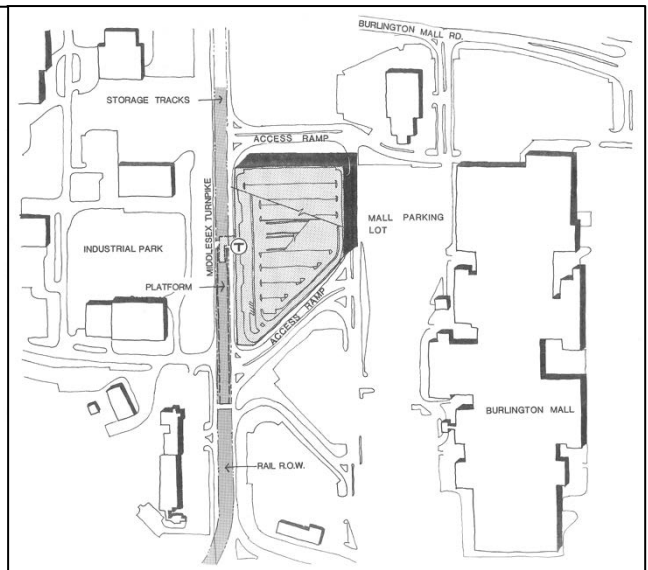 BURLINGTON MALL RD.
STORAGE TRACKS
ACCESS RAMP
MIDDLESEX TURNPIKE
MALL PARKING
LOT
INDUSTRIAL PARK
T
PLATFORM
ACCESS RAMP
BURLINGTON MALL
RAIL R.O.W.